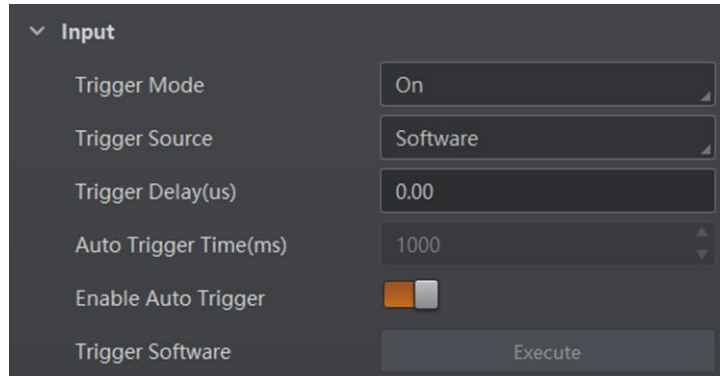 Input
Trigger Mode On
Trigger Source Software
Trigger Delay(us) 0.00
Auto Trigger Time(ms) 1000
Enable Auto Trigger
Trigger Software Execute